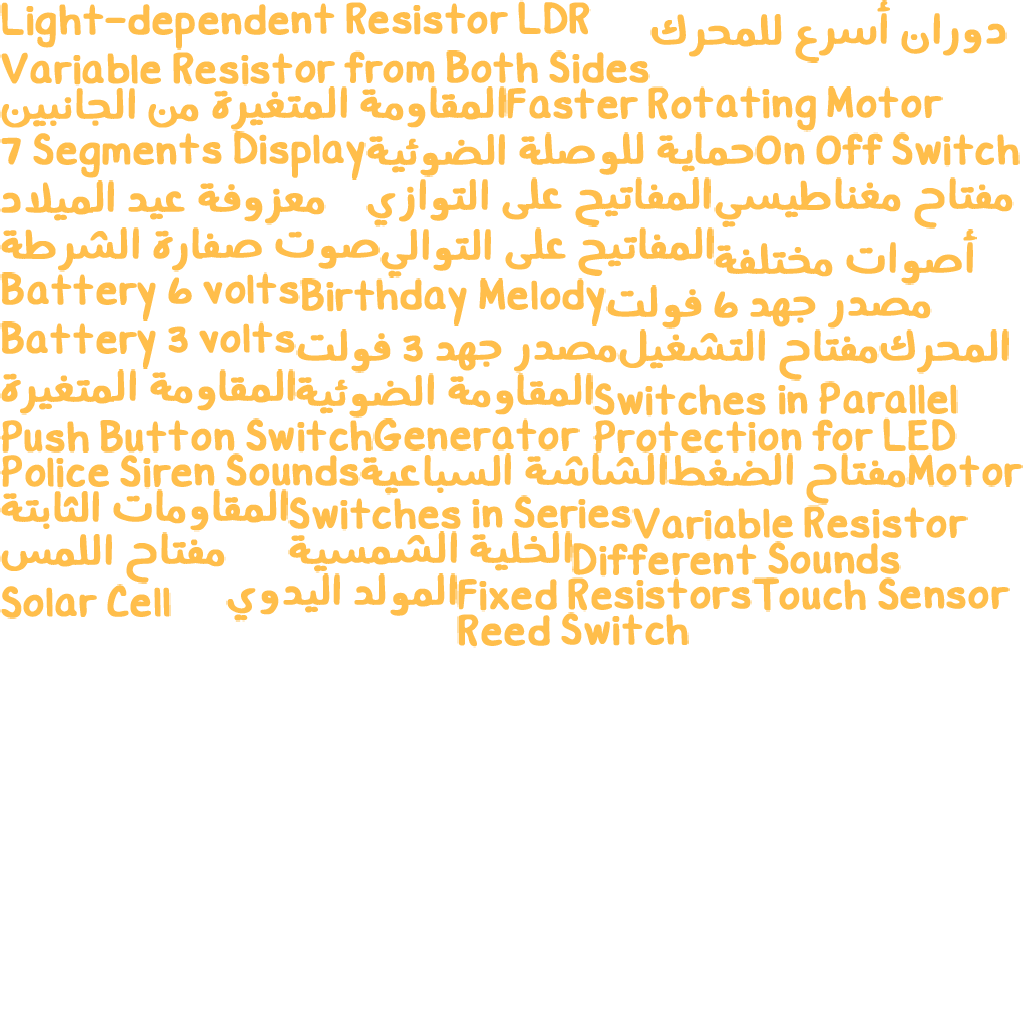 Light-dependent Resistor LDR
دوران أسرع للمحرك
Variable Resistor from Both Sides
المقاومة المتغيرة من الجانبين
Faster Rotating Motor
7 Segments Display
حماية للوصلة الضوئية
On Off Switch
معزوفة عيد الميلاد
المفاتيح على التوازي
مفتاح مغناطيسي
صوت صفارة الشرطة
المفاتيح على التوالي
أصوات مختلفة
Battery 6 volts
Birthday Melody
مصدر جهد 6 فولت
Battery 3 volts
مصدر جهد 3 فولت
مفتاح التشغيل
المحرك
المقاومة المتغيرة
المقاومة الضوئية
Switches in Parallel
Push Button Switch
Generator
Protection for LED
Police Siren Sounds
الشاشة السباعية
مفتاح الضغط
Motor
المقاومات الثابتة
Switches in Series
Variable Resistor
مفتاح اللمس
الخلية الشمسية
Different Sounds
Solar Cell
المولد اليدوي
Fixed Resistors
Touch Sensor
Reed Switch